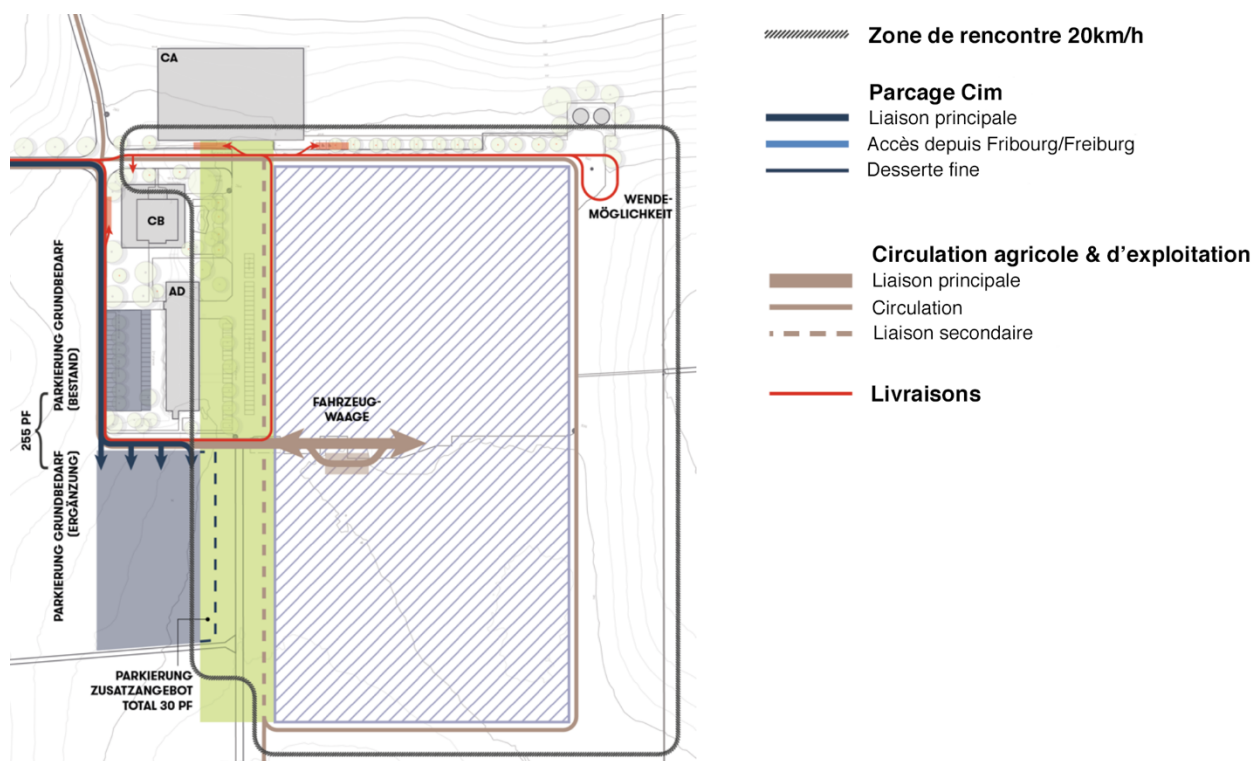 CA
CB
AD
WENDE-
MÖGLICHKEIT
FAHRZEUG-
WAAGE
PARKIERUNG GRUNDBEDARF
(BESTAND)
255 PF
PARKIERUNG GRUNDBEDARF
(ERGÄNZUNG)
PARKIERUNG
ZUSATZANGEBOT
TOTAL 30 PF
Zone de rencontre 20km/h
Parcage Cim
Liaison principale
Accès depuis Fribourg/Freiburg
Desserte fine
Circulation agricole & d'exploitation
Liaison principale
Circulation
Liaison secondaire
Livraisons